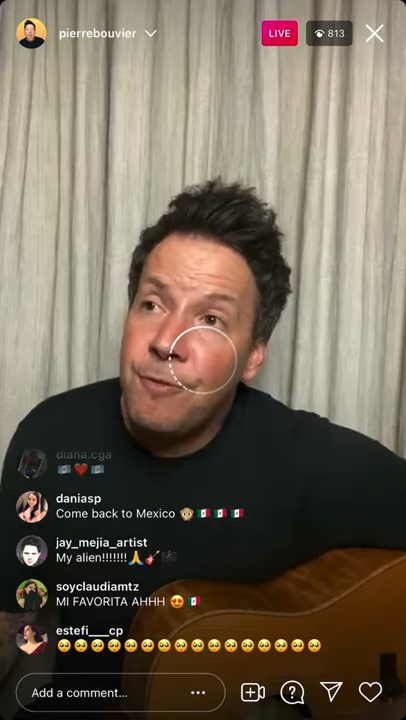 pierrebouvier
LIVE
813
diana.cga
🇬🇹❤️🇬🇹
daniasp
Come back to Mexico 🙊🇲🇽🇲🇽🇲🇽
jay_mejia_artist
My alien!!!!!!!🙏🎸
soyclaudiamtz
MI FAVORITA AHHH 😍🇲🇽
estefi___cp
🥺🥺🥺🥺🥺🥺🥺🥺🥺🥺🥺🥺🥺🥺🥺🥺
Add a comment...